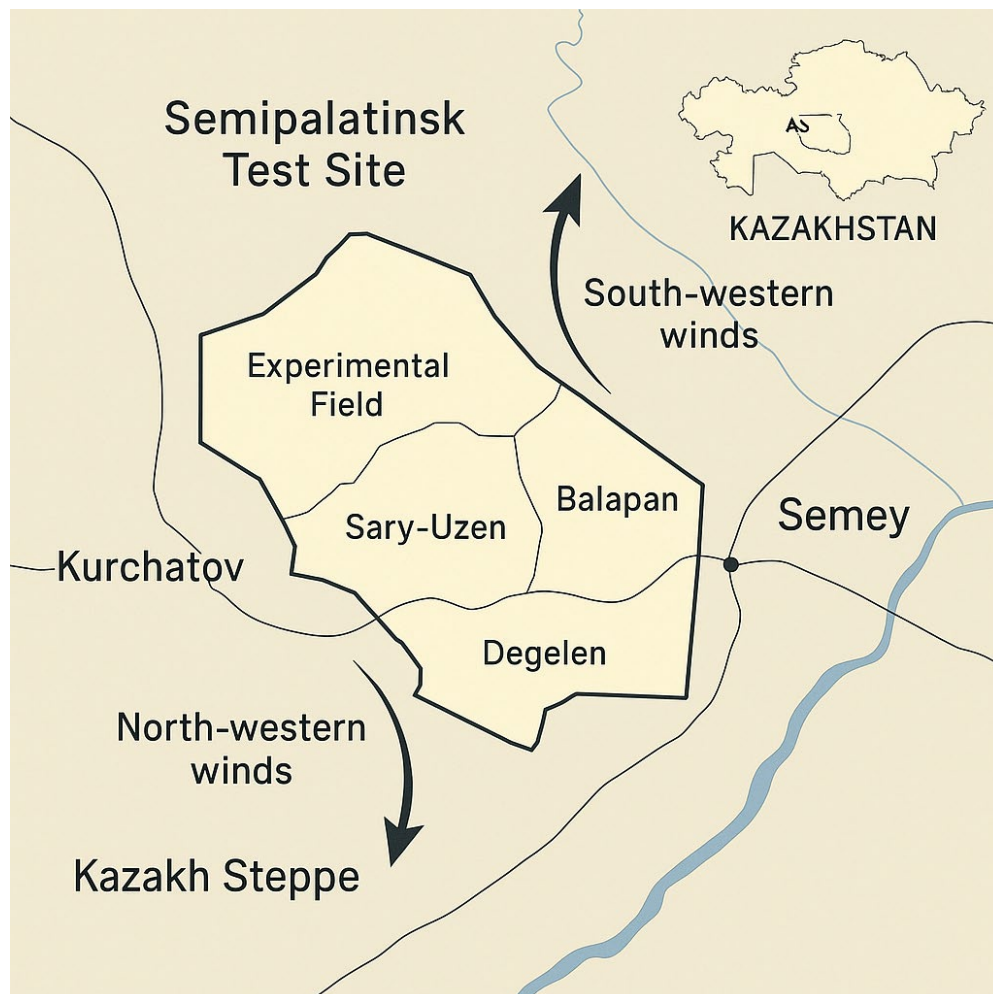 Semipalatinsk
Test Site
AS
KAZAKHSTAN
South-western
winds
Experimental
Field
Balapan
Sary-Uzen
Semey
Kurchatov
Degelen
North-western
winds
Kazakh Steppe